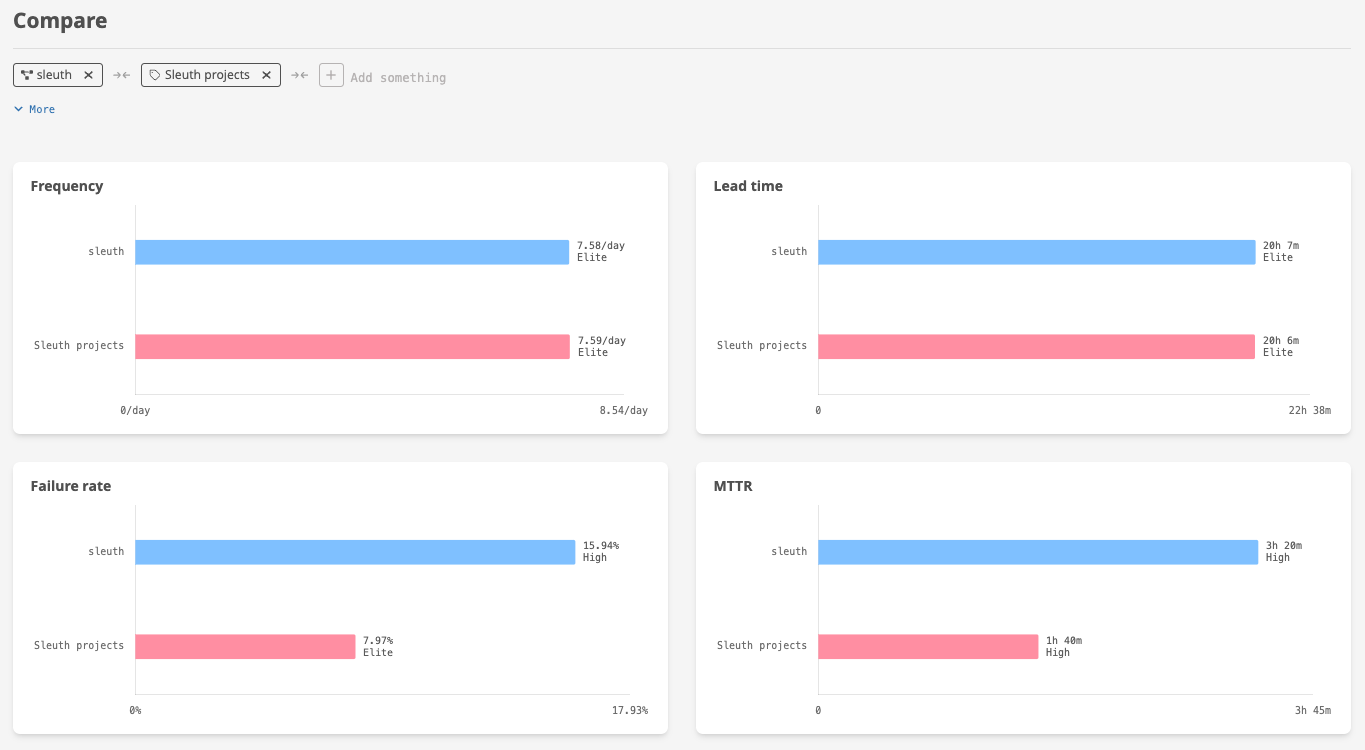 Compare
sleuth
Sleuth projects
Add something
More
Frequency
sleuth
7.58/day
Elite
Sleuth projects
7.59/day
Elite
0/day
8.54/day
Lead time
sleuth
20h 7m
Elite
Sleuth projects
20h 6m
Elite
0
22h 38m
Failure rate
sleuth
15.94%
High
Sleuth projects
7.97%
Elite
0%
17.93%
MTTR
sleuth
3h 20m
High
Sleuth projects
1h 40m
High
0
3h 45m